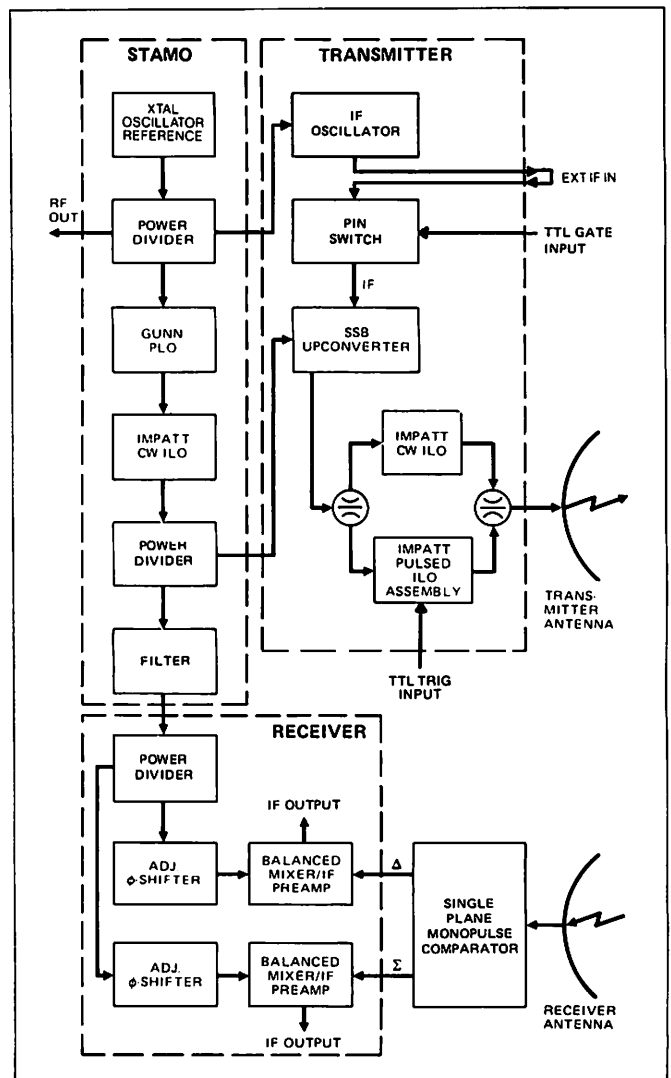 STAMO
XTAL
OSCILLATOR
REFERENCE
RF
OUT
POWER
DIVIDER
GUNN
PLO
IMPATT
CW ILO
POWER
DIVIDER
FILTER
TRANSMITTER
IF
OSCILLATOR
EXT IF IN
PIN
SWITCH
TTL GATE
INPUT
IF
SSB
UPCONVERTER
IMPATT
CW ILO
IMPATT
PULSED
ILO
ASSEMBLY
TTL TRIG
INPUT
TRANS-
MITTER
ANTENNA
RECEIVER
POWER
DIVIDER
IF OUTPUT
ADJ
φ-SHIFTER
BALANCED
MIXER/IF
PREAMP
Δ
ADJ.
φ-SHIFTER
BALANCED
MIXER/IF
PREAMP
Σ
IF OUTPUT
SINGLE
PLANE
MONOPULSE
COMPARATOR
RECEIVER
ANTENNA